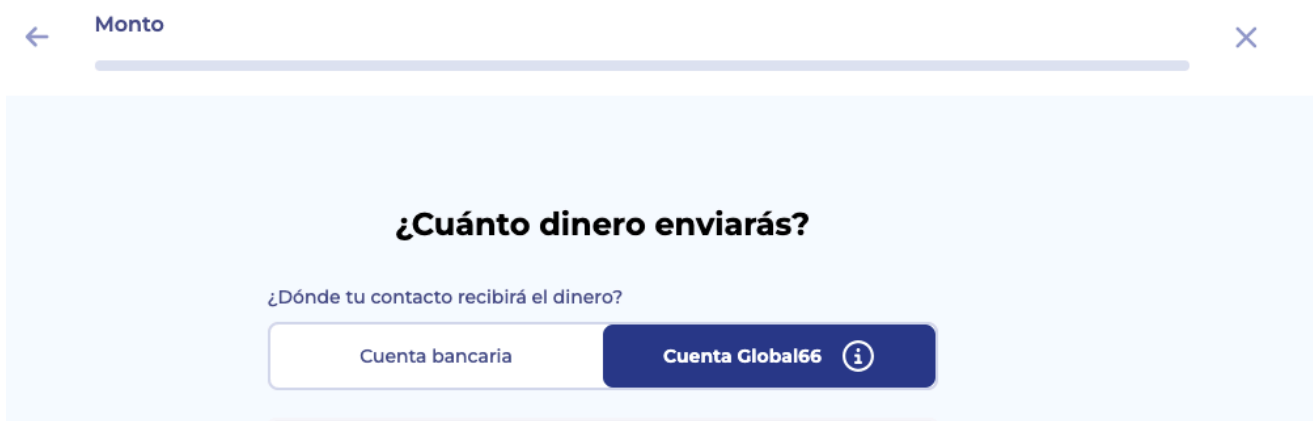 Monto
¿Cuánto dinero enviarás?
¿Dónde tu contacto recibirá el dinero?
Cuenta bancaria
Cuenta Global66